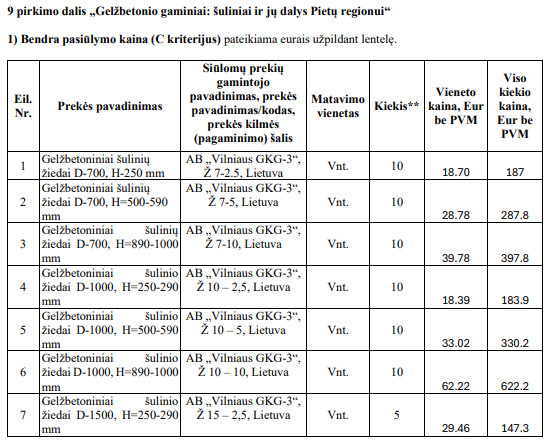 9 pirkimo dalis „Gelžbetonio gaminiai: šuliniai ir jų dalys Pietų regionui“
1) Bendra pasiūlymo kaina (C kriterijus) pateikiama eurais užpildant lentelę.
Eil. Nr.
Prekės pavadinimas
Siūlomų prekių
gamintojo
pavadinimas, prekės
pavadinimas/kodas,
prekės kilmės
(pagaminimo) šalis
Matavimo
vienetas
Kiekis**
Vieneto
kaina, Eur
be PVM
Viso
kiekio
kaina,
Eur be
PVM
1
Gelžbetoniniai šulinių
žiedai D-700, H-250 mm
AB „Vilniaus GKG-3“,
Ž 7-2.5, Lietuva
Vnt.
10
18.70
187
2
Gelžbetoniniai šulinių
žiedai D-700, H=500-590
mm
AB „Vilniaus GKG-3“,
Ž 7-5, Lietuva
Vnt.
10
28.78
287.8
3
Gelžbetoniniai šulinių
žiedai D-700, H=890-1000
mm
AB „Vilniaus GKG-3“,
Ž 7-10, Lietuva
Vnt.
10
39.78
397.8
4
Gelžbetoniniai šulinio
žiedai D-1000, H=250-290
mm
AB „Vilniaus GKG-3“,
Ž 10 – 2,5, Lietuva
Vnt.
10
18.39
183.9
5
Gelžbetoniniai šulinio
žiedai D-1000, H=500-590
mm
AB „Vilniaus GKG-3“,
Ž 10 – 5, Lietuva
Vnt.
10
33.02
330.2
6
Gelžbetoniniai šulinio
žiedai D-1000, H=890-1000
mm
AB „Vilniaus GKG-3“,
Ž 10 – 10, Lietuva
Vnt.
10
62.22
622.2
7
Gelžbetoniniai šulinio
žiedai D-1500, H=250-290
mm
AB „Vilniaus GKG-3“,
Ž 15 – 2,5, Lietuva
Vnt.
5
29.46
147.3